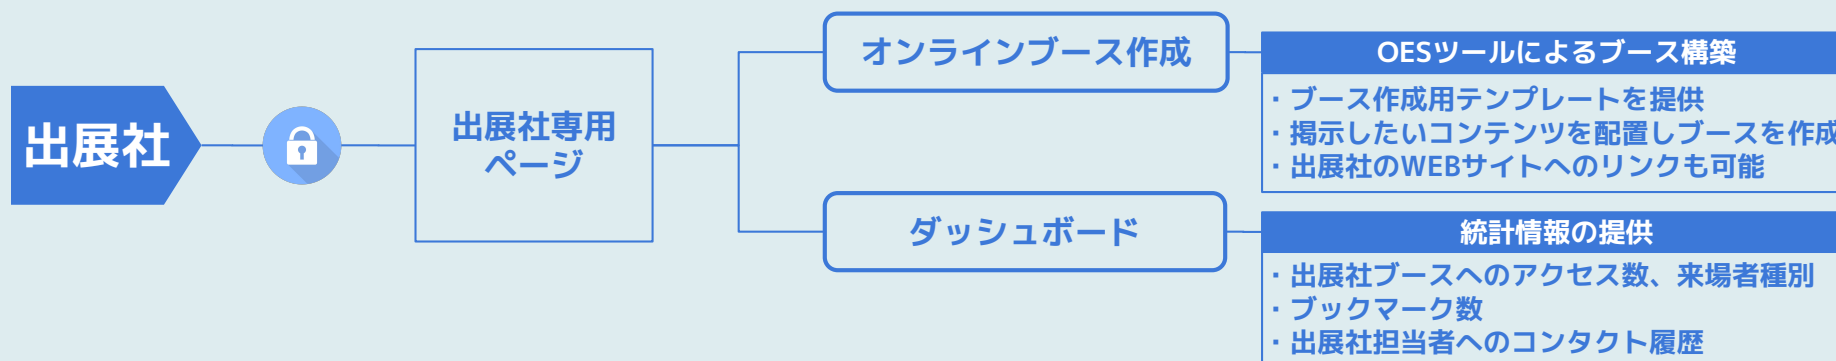 出展社
出展社専用
ページ
オンラインブース作成
OESツールによるブース構築
・ブース作成用テンプレートを提供
・掲示したいコンテンツを配置しブースを作成
・出展社のWEBサイトへのリンクも可能
ダッシュボード
統計情報の提供
・出展社ブースへのアクセス数、来場者種別
・ブックマーク数
・出展社担当者へのコンタクト履歴